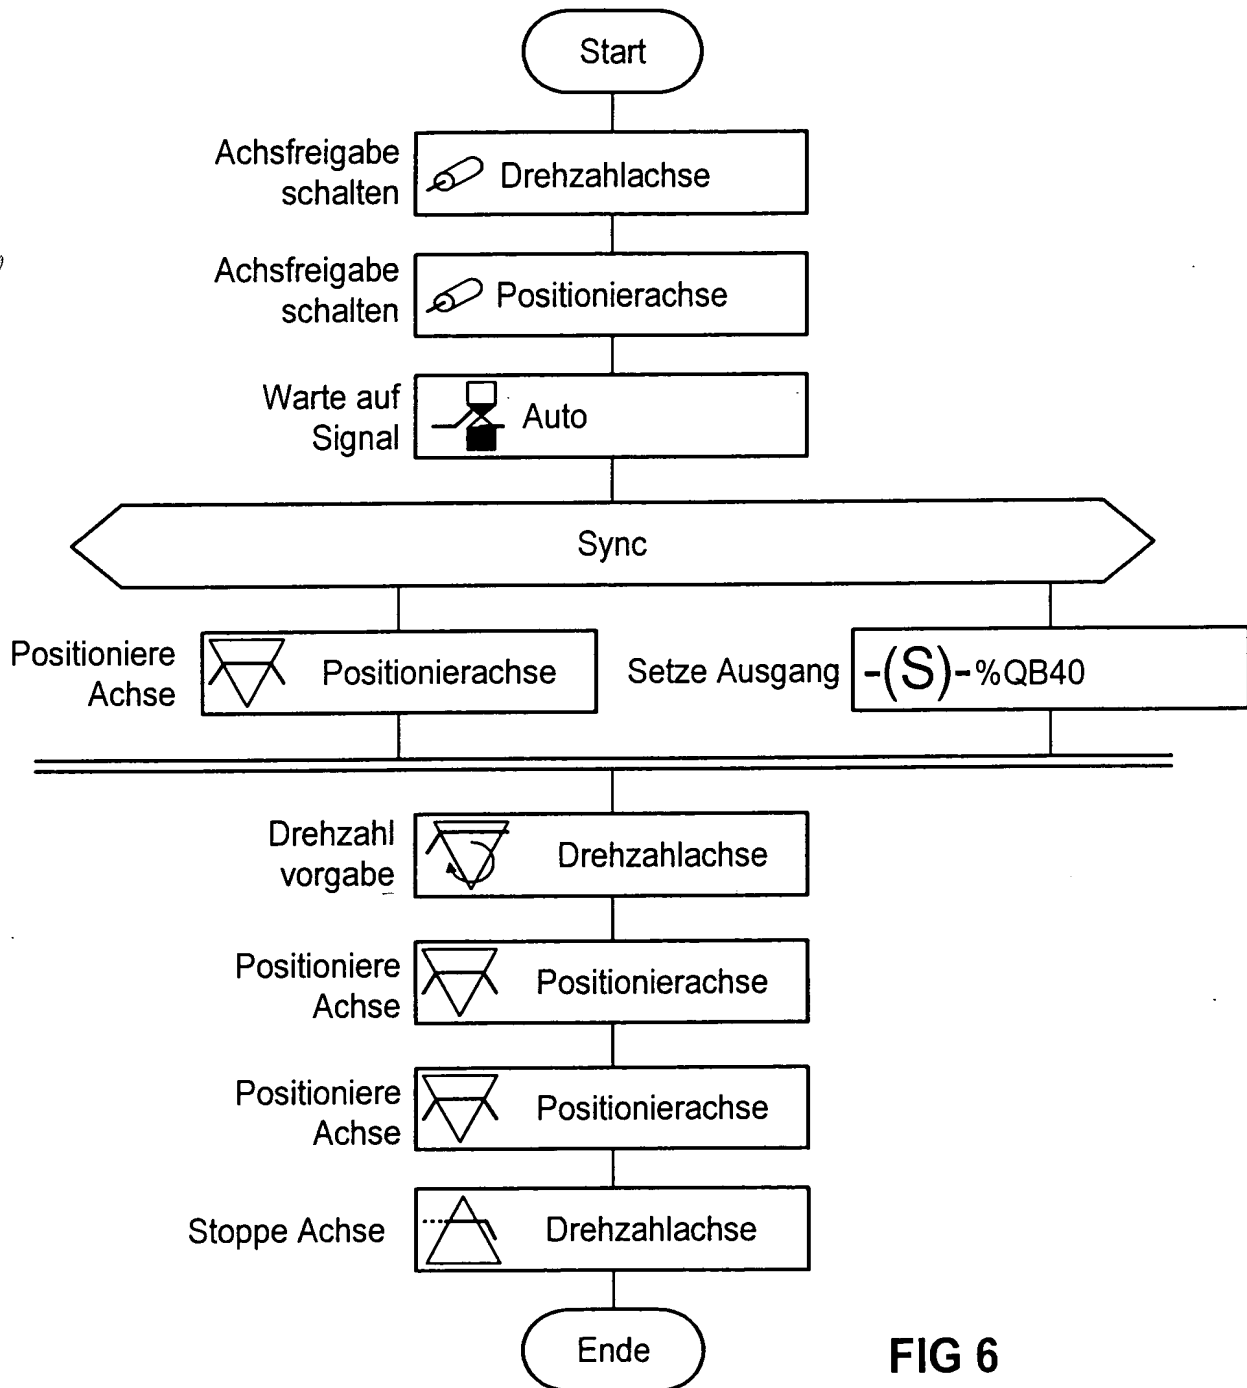 Start
Achsfreigabe
schalten
Drehzahlachse
Achsfreigabe
schalten
Positionierachse
Warte auf
Signal
Auto
Sync
Positioniere
Achse
Positionierachse
Setze Ausgang
-(S)-%QB40
Drehzahl
vorgabe
Drehzahlachse
Positioniere
Achse
Positionierachse
Positioniere
Achse
Positionierachse
Stoppe Achse
Drehzahlachse
Ende
FIG 6